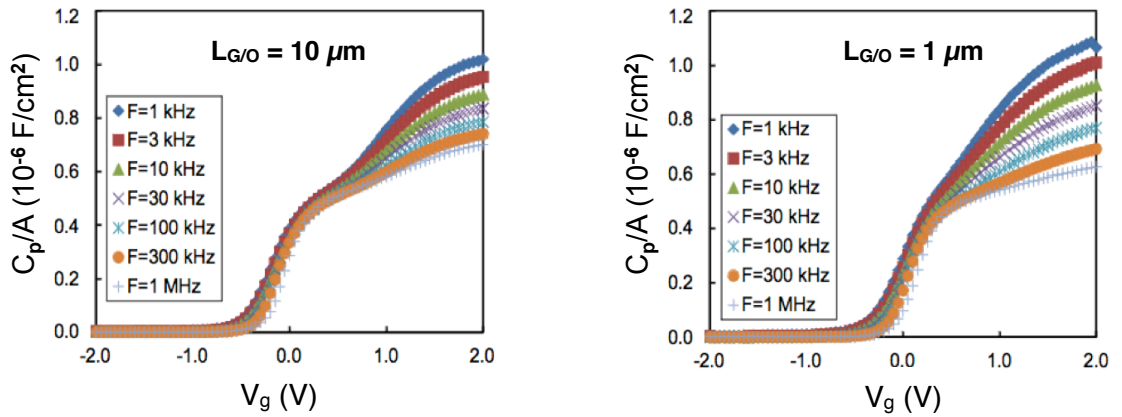 1.2
1.0
0.8
0.6
0.4
0.2
0.0
Cp/A (10⁻⁶ F/cm²)
L_G/O = 10 µm
F=1 kHz
F=3 kHz
F=10 kHz
F=30 kHz
F=100 kHz
F=300 kHz
F=1 MHz
-2.0 -1.0 0.0 1.0 2.0
Vg (V)
1.2
1.0
0.8
0.6
0.4
0.2
0.0
Cp/A (10⁻⁶ F/cm²)
L_G/O = 1 µm
F=1 kHz
F=3 kHz
F=10 kHz
F=30 kHz
F=100 kHz
F=300 kHz
F=1 MHz
-2.0 -1.0 0.0 1.0 2.0
Vg (V)